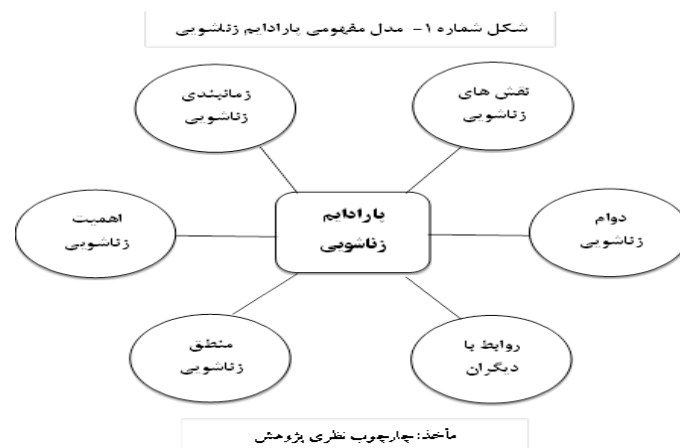 شکل شماره ۱- مدل مفهومی پارادایم زناشویی
نقش های
زناشویی
زمانبندی
زناشویی
پارادایم
زناشویی
دوام
زناشویی
اهمیت
زناشویی
روابط با
دیگران
منطق
زناشویی
مأخذ: چارچوب نظری پژوهش